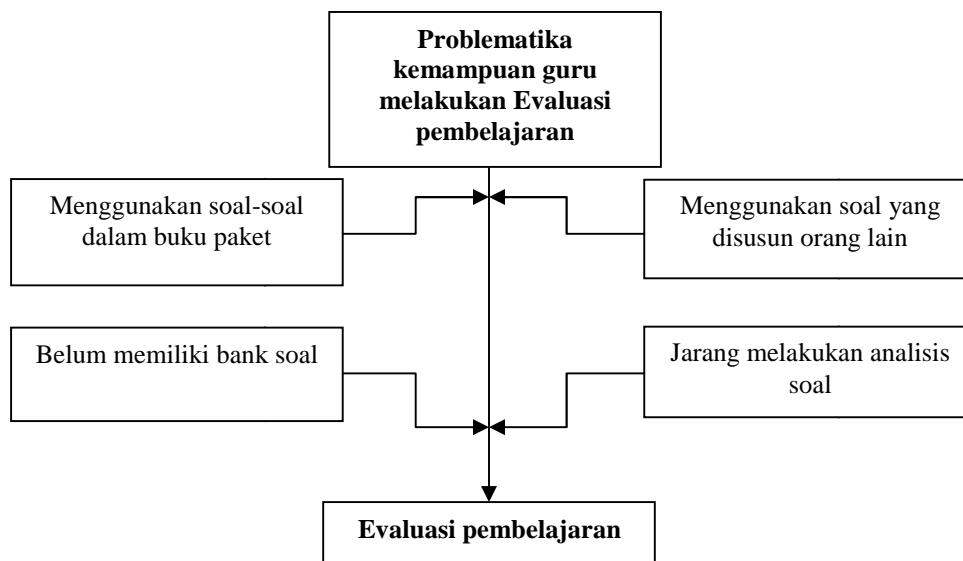 Problematika
kemampuan guru
melakukan Evaluasi
pembelajaran
Menggunakan soal-soal
dalam buku paket
Menggunakan soal yang
disusun orang lain
Belum memiliki bank soal
Jarang melakukan analisis
soal
Evaluasi pembelajaran